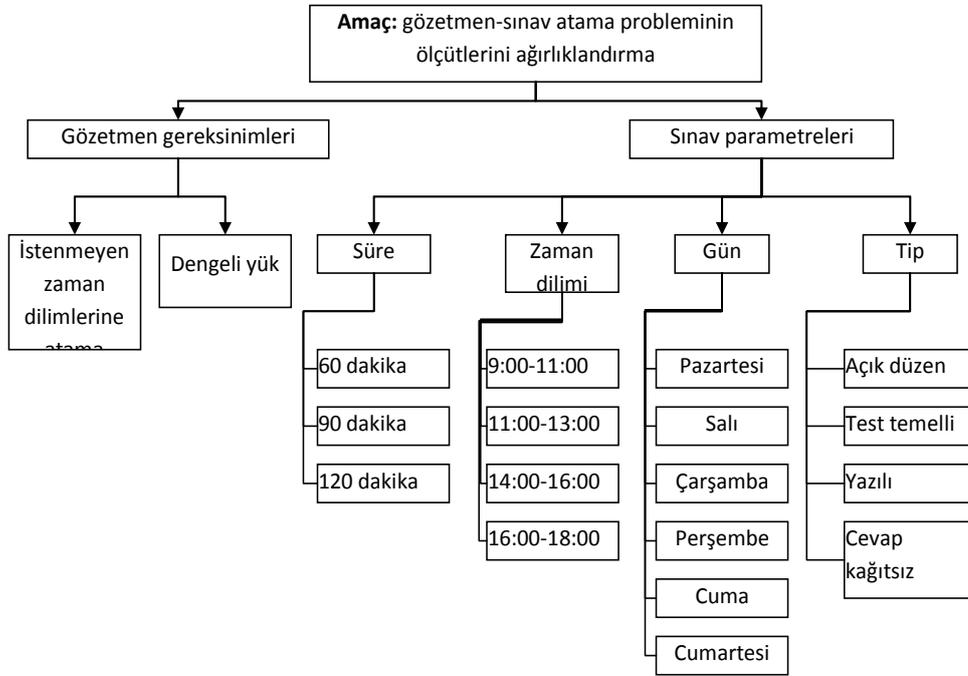 Amaç: gözetmen-sınav atama probleminin
ölçütlerini ağırlıklandırma
Gözetmen gereksinimleri
Sınav parametreleri
İstenmeyen
zaman
dilimlerine
atama
Dengeli yük
Süre
Zaman
dilimi
Gün
Tip
60 dakika
90 dakika
120 dakika
9:00-11:00
11:00-13:00
14:00-16:00
16:00-18:00
Pazartesi
Salı
Çarşamba
Perşembe
Cuma
Cumartesi
Açık düzen
Test temelli
Yazılı
Cevap
kağıtsız